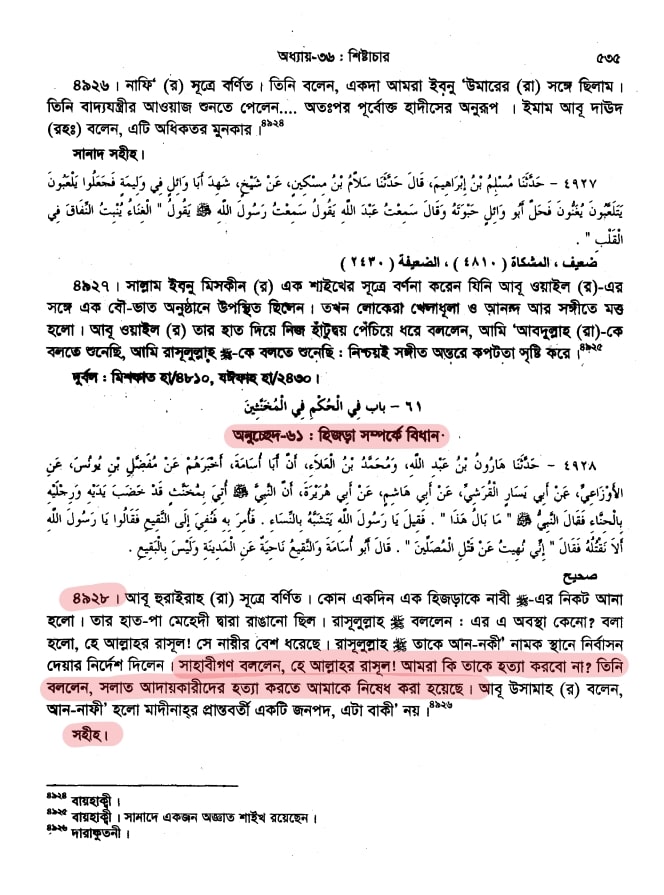 অধ্যায়-৩৬ : শিষ্টাচার ৫৩৫
৪৯২৬। নাফি‘ (র) সূত্রে বর্ণিত। তিনি বলেন, একদা আমরা ইবনু ‘উমারের (রা) সঙ্গে ছিলাম।
তিনি বাদ্যযন্ত্রীর আওয়াজ শুনতে পেলেন.... অতঃপর পূর্বোক্ত হাদীসের অনুরূপ । ইমাম আবূ দাঊদ
(রহঃ) বলেন, এটি অধিকতর মুনকার।৪৯২৪
সানাদ সহীহ।
٤٩٢٧ – حَدَّثَنَا مُسْلِمُ بْنُ إِبْرَاهِيمَ، قَالَ حَدَّثَنَا سَلاَّمُ بْنُ مِسْكِينٍ، عَنْ شَيْخٍ، شَهِدَ أَبَا وَائِلٍ فِي وَلِيمَةٍ فَجَعَلُوا يَلْعَبُونَ
يَتَلَعَّبُونَ يُغَنُّونَ فَحَلَّ أَبُو وَائِلٍ حَبْوَتَهُ وَقَالَ سَمِعْتُ عَبْدَ اللهِ يَقُولُ سَمِعْتُ رَسُولَ اللهِ ﷺ يَقُولُ " الْغِنَاءُ يُنْبِتُ النِّفَاقَ فِي
الْقَلْبِ " .
ضعيف، المشكاة (٤٨١٠) ، الضعيفة (٢٤٣٠)
৪৯২৭। সাল্লাম ইবনু মিসকীন (র) এক শাইখের সূত্রে বর্ণনা করেন যিনি আবূ ওয়াইল (র)-এর
সঙ্গে এক বৌ-ভাত অনুষ্ঠানে উপস্থিত ছিলেন। তখন লোকেরা খেলাধূলা ও আনন্দ আর সঙ্গীতে মত্ত
হলো। আবূ ওয়াইল (র) তার হাত দিয়ে নিজ হাঁটুদ্বয় পেঁচিয়ে ধরে বললেন, আমি ‘আবদুল্লাহ (রা)-কে
বলতে শুনেছি, আমি রাসূলুল্লাহ ﷺ-কে বলতে শুনেছি : নিশ্চয়ই সঙ্গীত অন্তরে কপটতা সৃষ্টি করে।৪৯২৫
দুর্বল : মিশকাত হা/৪৮১০, যঈফাহ হা/২৪৩০।
٦١ – باب فِي الْحُكْمِ فِي الْمُخَنَّثِينَ
অনুচ্ছেদ-৬১ : হিজড়া সম্পর্কে বিধান
٤٩٢٨ – حَدَّثَنَا هَارُونُ بْنُ عَبْدِ اللهِ، وَمُحَمَّدُ بْنُ الْعَلاَءِ، أَنَّ أَبَا أُسَامَةَ، أَخْبَرَهُمْ عَنْ مُفَضَّلِ بْنِ يُونُسَ، عَنِ
الأَوْزَاعِيِّ، عَنْ أَبِي يَسَارٍ الْقُرَشِيِّ، عَنْ أَبِي هَاشِمٍ، عَنْ أَبِي هُرَيْرَةَ، أَنَّ النَّبِيَّ ﷺ أُتِيَ بِمُخَنَّثٍ قَدْ خَضَبَ يَدَيْهِ وَرِجْلَيْهِ
بِالْحِنَّاءِ فَقَالَ النَّبِيُّ ﷺ " مَا بَالُ هَذَا " . فَقِيلَ يَا رَسُولَ اللهِ يَتَشَبَّهُ بِالنِّسَاءِ . فَأُمِرَ بِهِ فَنُفِيَ إِلَى النَّقِيعِ فَقَالُوا يَا رَسُولَ اللهِ
أَلاَ نَقْتُلُهُ فَقَالَ " إِنِّي نُهِيتُ عَنْ قَتْلِ الْمُصَلِّينَ " . قَالَ أَبُو أُسَامَةَ وَالنَّقِيعُ نَاحِيَةٌ عَنِ الْمَدِينَةِ وَلَيْسَ بِالْبَقِيعِ .
صحيح
৪৯২৮। আবূ হুরাইরাহ (রা) সূত্রে বর্ণিত। কোন একদিন এক হিজড়াকে নাবী ﷺ-এর নিকট আনা
হলো। তার হাত-পা মেহেদী দ্বারা রাঙানো ছিল। রাসূলুল্লাহ ﷺ বললেন : এর এ অবস্থা কেনো? বলা
হলো, হে আল্লাহর রাসূল! সে নারীর বেশ ধরেছে। রাসূলুল্লাহ ﷺ তাকে আন-নকী‘ নামক স্থানে নির্বাসন
দেয়ার নির্দেশ দিলেন। সাহাবীগণ বললেন, হে আল্লাহর রাসূল! আমরা কি তাকে হত্যা করবো না? তিনি
বললেন, সলাত আদায়কারীদের হত্যা করতে আমাকে নিষেধ করা হয়েছে। আবূ উসামাহ (র) বলেন,
আন-নাফী‘ হলো মাদীনাহ্‌র প্রান্তবর্তী একটি জনপদ, এটা বাকী‘ নয়।৪৯২৬
সহীহ।
৪৯২৪ বায়হাক্বী।
৪৯২৫ বায়হাক্বী। সানাদে একজন অজ্ঞাত শাইখ রয়েছেন।
৪৯২৬ দারাকুতনী।